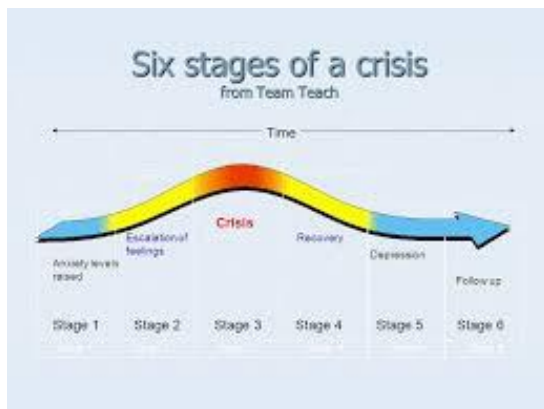 Six stages of a crisis
from Team Teach
Time
Crisis
Escalation of
feelings
Recovery
Depression
Anxiety levels
raised
Follow up
Stage 1
Stage 2
Stage 3
Stage 4
Stage 5
Stage 6